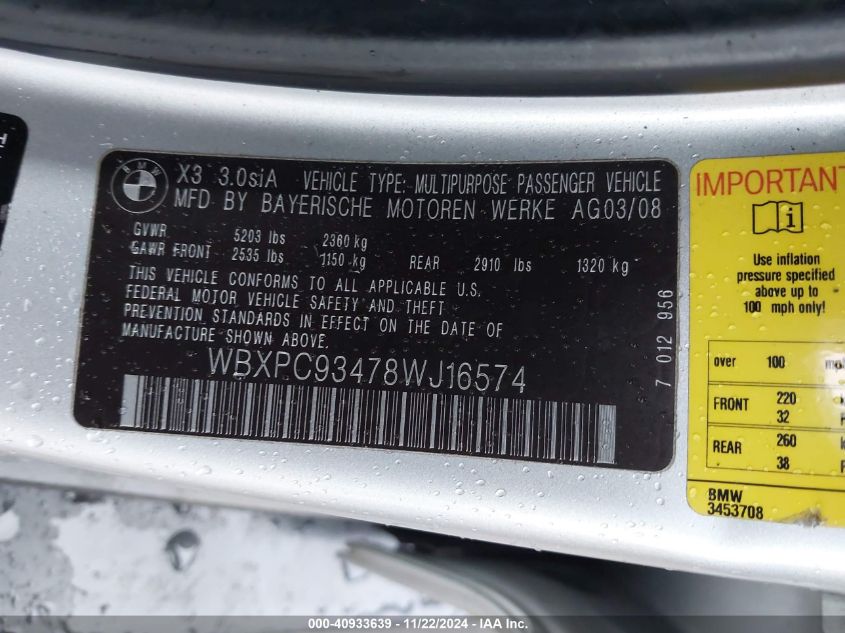 BMW
X3 3.0siA VEHICLE TYPE: MULTIPURPOSE PASSENGER VEHICLE
MFD BY BAYERISCHE MOTOREN WERKE AG 03/08
GVWR 5203 lbs 2360 kg
GAWR FRONT 2535 lbs 1150 kg REAR 2910 lbs 1320 kg
THIS VEHICLE CONFORMS TO ALL APPLICABLE U.S.
FEDERAL MOTOR VEHICLE SAFETY AND THEFT
PREVENTION STANDARDS IN EFFECT ON THE DATE OF
MANUFACTURE SHOWN ABOVE.
WBXPC93478WJ16574
7 012 956
IMPORTANT
i
Use inflation
pressure specified
above up to
100 mph only!
over 100
FRONT 220
32
REAR 260
38
BMW
3453708
000-40933639 - 11/22/2024 - IAAI.COM